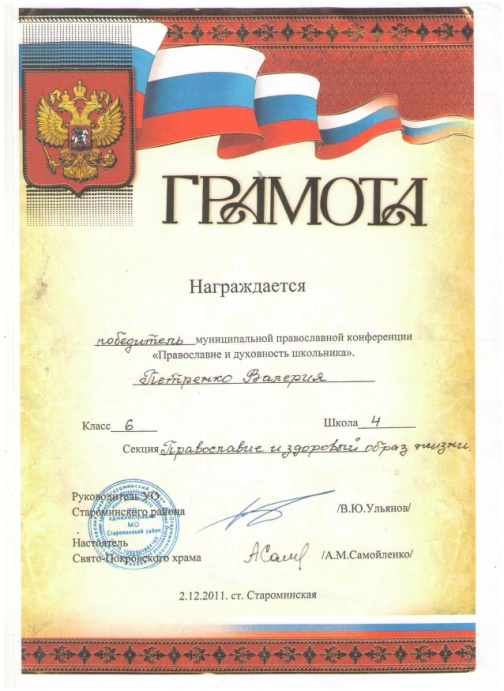 ГРАМОТА
Награждается
победитель муниципальной православной конференции
«Православие и духовность школьника».
Петренко Валерия
Класс 6 Школа 4
Секция Православие и здоровый образ жизни.
Руководитель УО
Староминского района /В.Ю.Ульянов/
Настоятель
Свято-Покровского храма /А.М.Самойленко/
2.12.2011. ст. Староминская